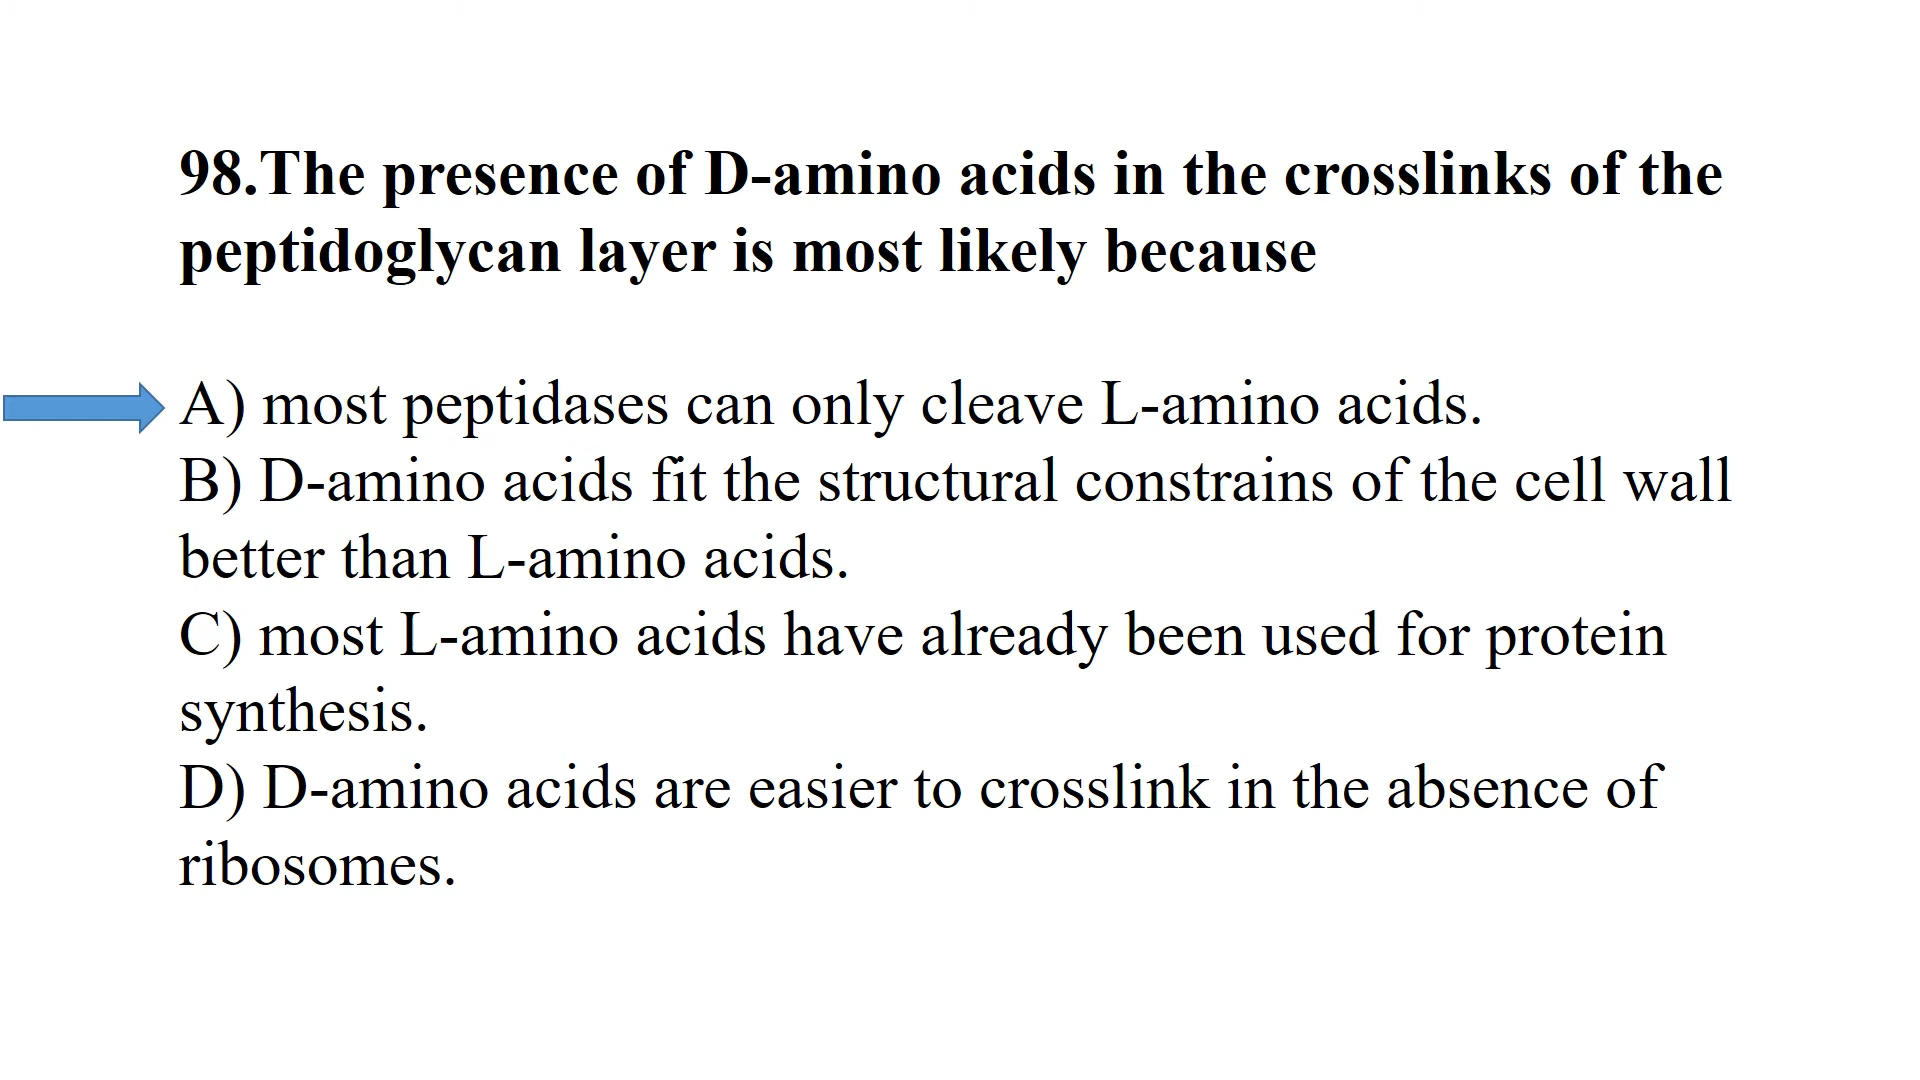 98.The presence of D-amino acids in the crosslinks of the
peptidoglycan layer is most likely because
A) most peptidases can only cleave L-amino acids.
B) D-amino acids fit the structural constrains of the cell wall
better than L-amino acids.
C) most L-amino acids have already been used for protein
synthesis.
D) D-amino acids are easier to crosslink in the absence of
ribosomes.